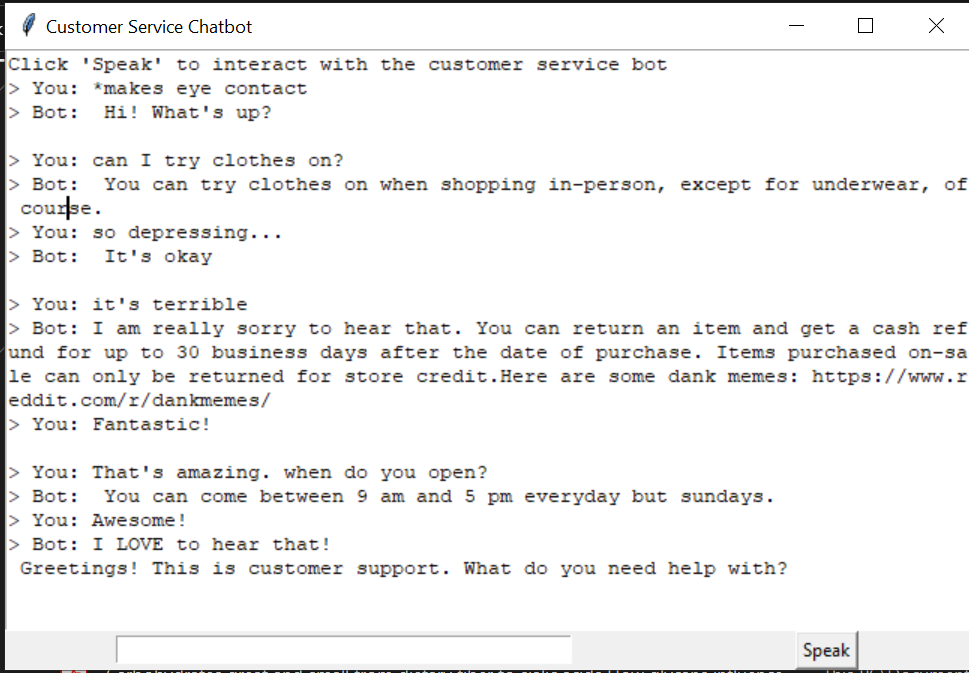 Customer Service Chatbot
Click 'Speak' to interact with the customer service bot
> You: *makes eye contact
> Bot:  Hi! What's up?
> You: can I try clothes on?
> Bot:  You can try clothes on when shopping in-person, except for underwear, of
course.
> You: so depressing...
> Bot:  It's okay
> You: it's terrible
> Bot: I am really sorry to hear that. You can return an item and get a cash ref
und for up to 30 business days after the date of purchase. Items purchased on-sa
le can only be returned for store credit.Here are some dank memes: https://www.r
eddit.com/r/dankmemes/
> You: Fantastic!
> You: That's amazing. when do you open?
> Bot:  You can come between 9 am and 5 pm everyday but sundays.
> You: Awesome!
> Bot: I LOVE to hear that!
Greetings! This is customer support. What do you need help with?
Speak